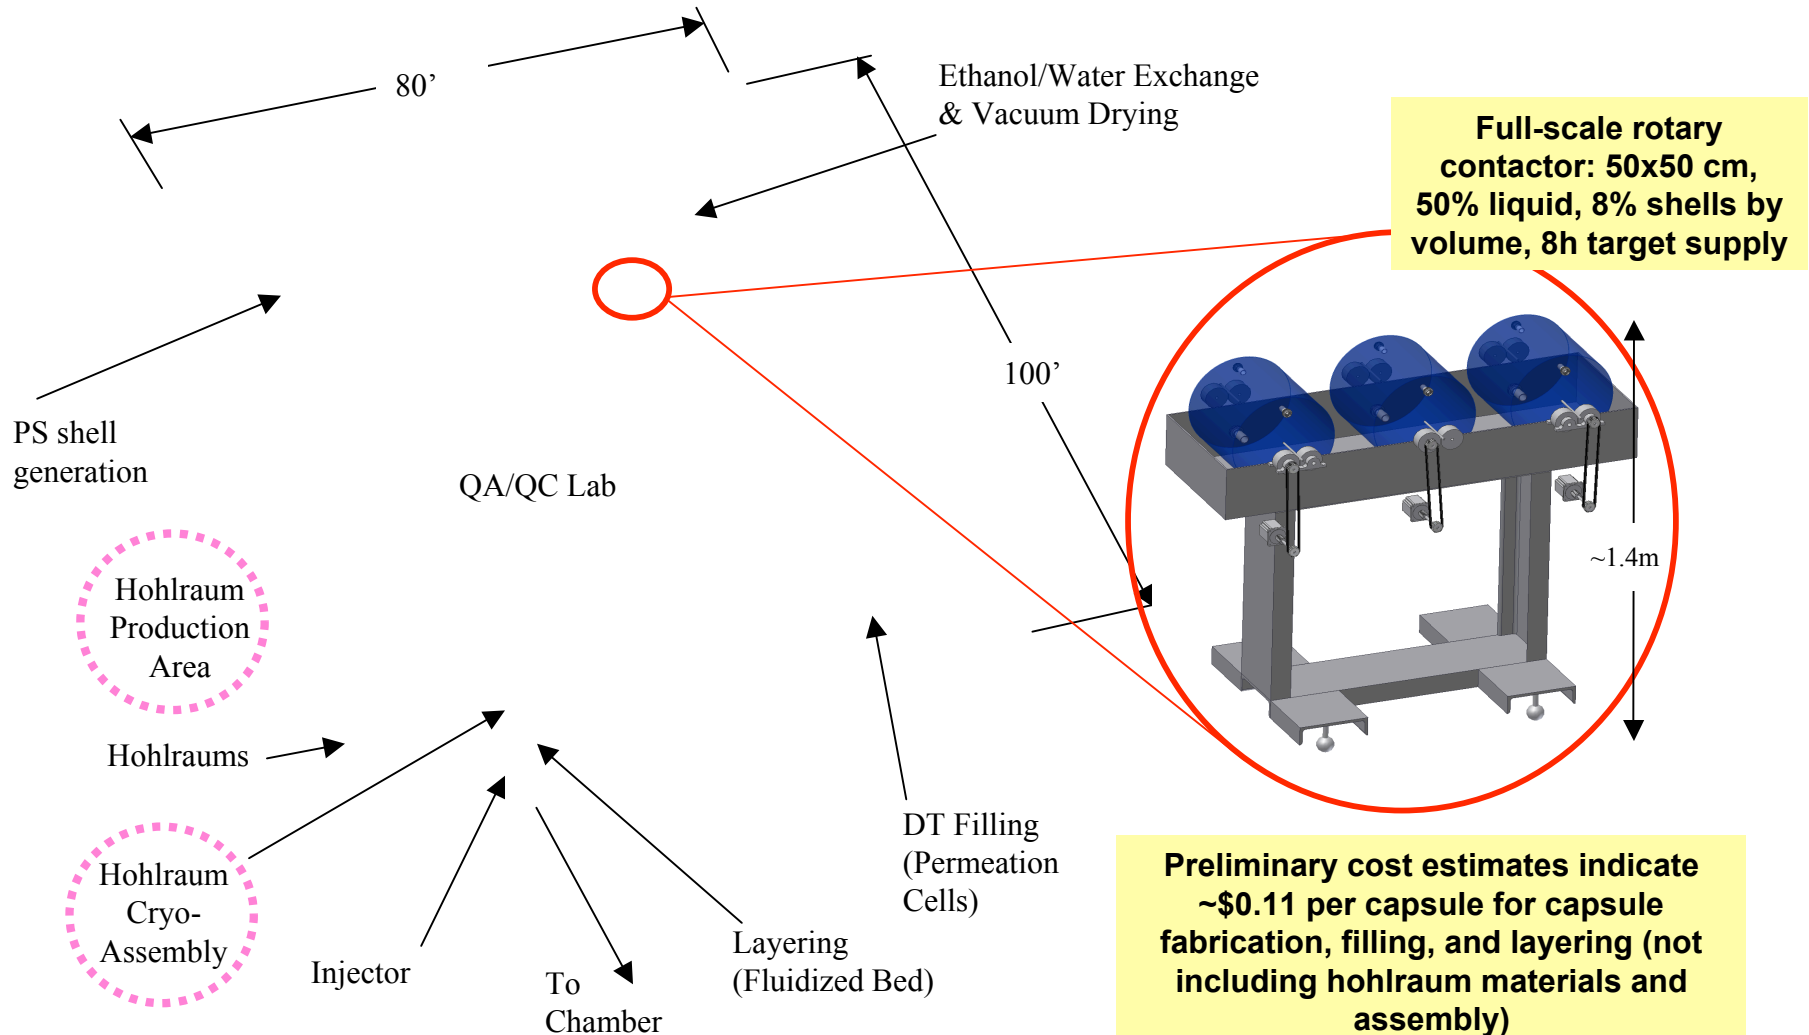 80’
Ethanol/Water Exchange
& Vacuum Drying
Full-scale rotary
contactor: 50x50 cm,
50% liquid, 8% shells by
volume, 8h target supply
100’
PS shell
generation
QA/QC Lab
~1.4m
Hohlraum
Production
Area
Hohlraums
Hohlraum
Cryo-
Assembly
Injector
To
Chamber
Layering
(Fluidized Bed)
DT Filling
(Permeation
Cells)
Preliminary cost estimates indicate
~$0.11 per capsule for capsule
fabrication, filling, and layering (not
including hohlraum materials and
assembly)